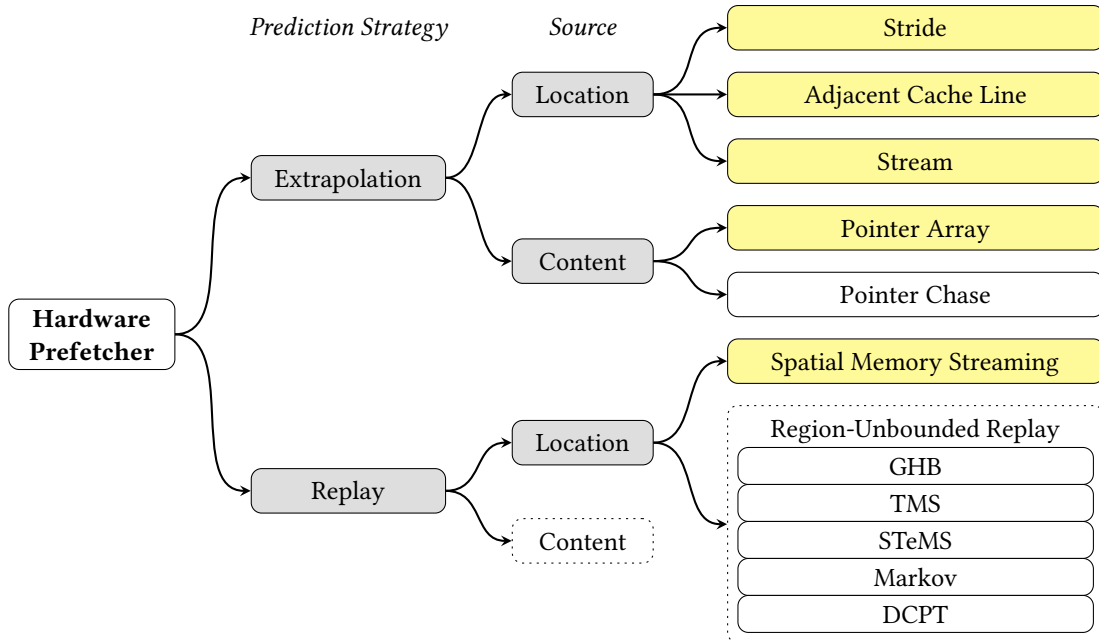 Prediction Strategy
Source
Stride
Location
Adjacent Cache Line
Extrapolation
Stream
Content
Pointer Array
Pointer Chase
Hardware
Prefetcher
Spatial Memory Streaming
Location
Region-Unbounded Replay
GHB
Replay
TMS
Content
STeMS
Markov
DCPT